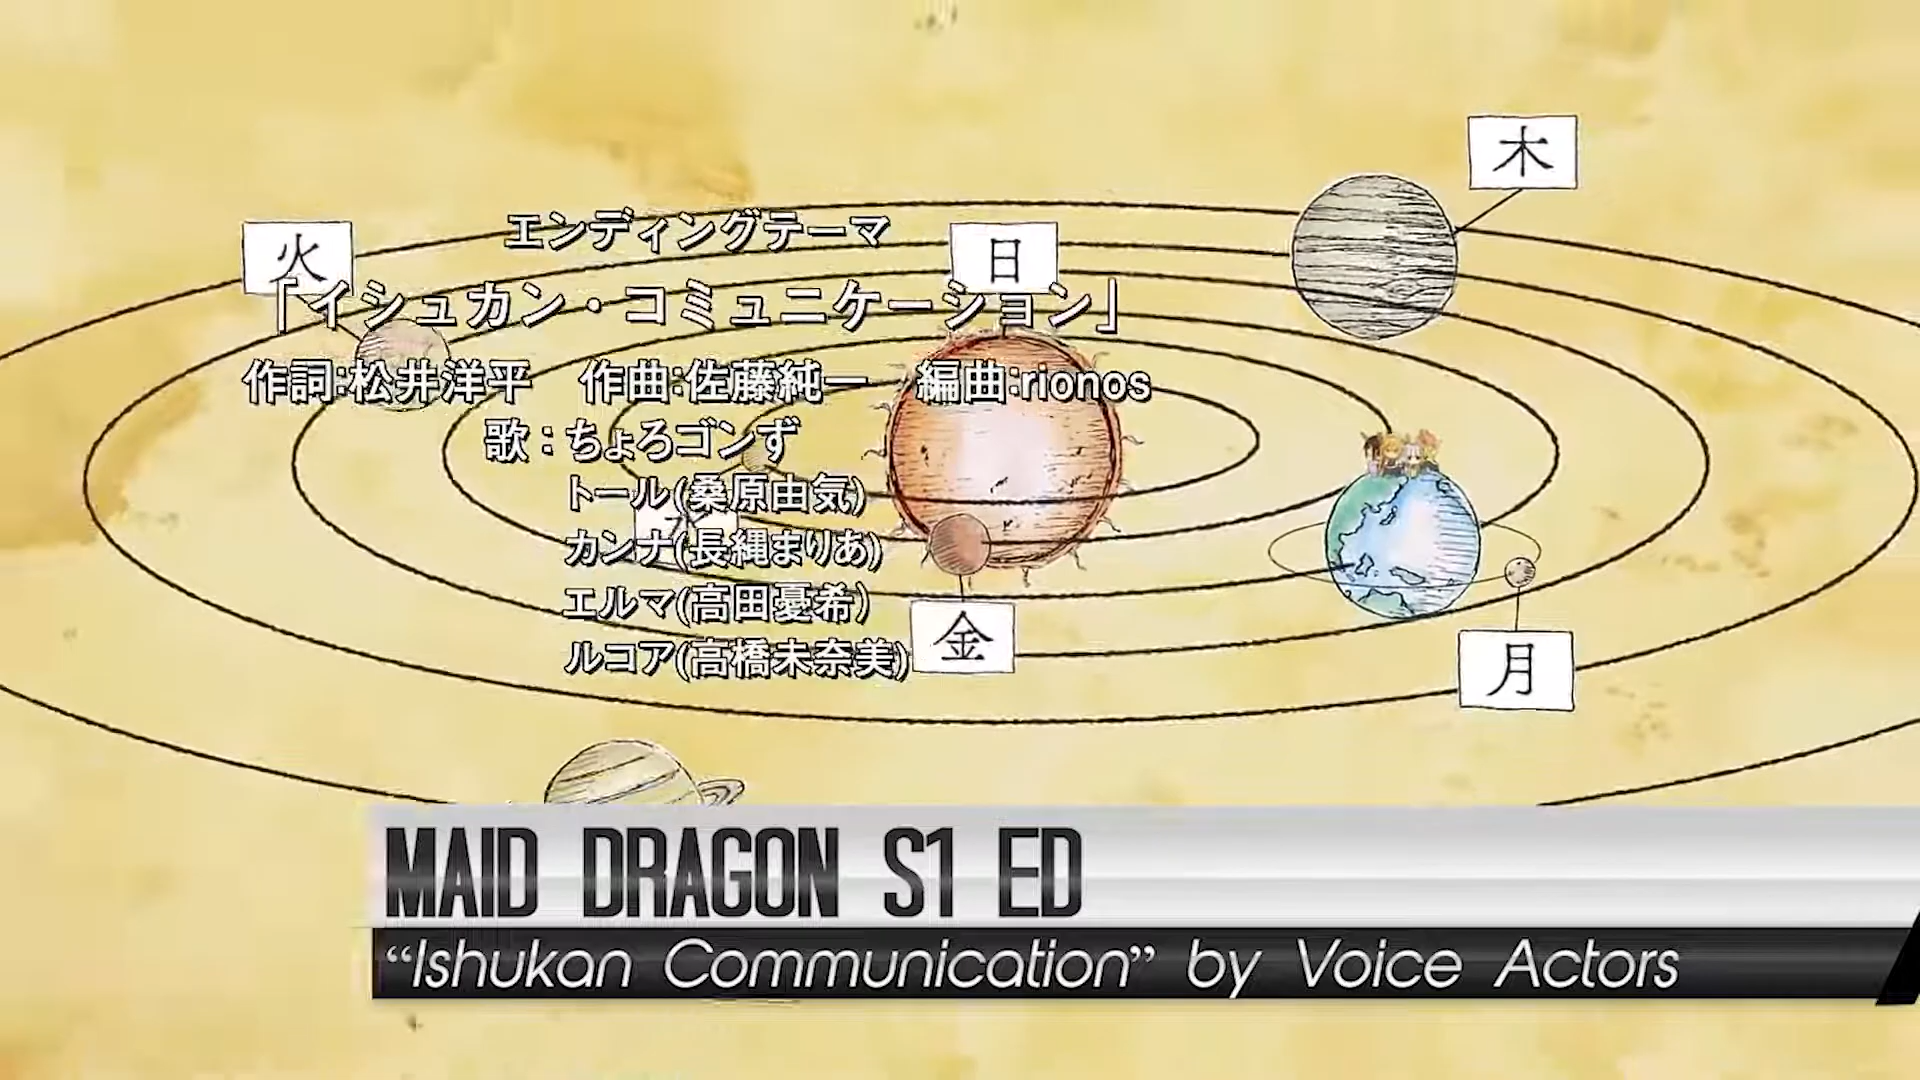 木
火
日
エンディングテーマ
「イシュカン・コミュニケーション」
作詞:松井洋平 作曲:佐藤純一 編曲:rionos
歌:ちょろゴンず
トール(桑原由気)
カンナ(長縄まりあ)
エルマ(高田憂希)
ルコア(高橋未奈美)
金
月
MAID DRAGON S1 ED
“Ishukan Communication” by Voice Actors